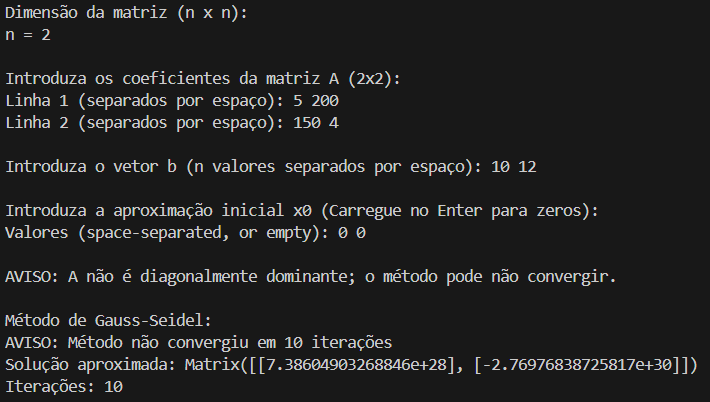 Dimensão da matriz (n x n):
n = 2
Introduza os coeficientes da matriz A (2x2):
Linha 1 (separados por espaço): 5 200
Linha 2 (separados por espaço): 150 4
Introduza o vetor b (n valores separados por espaço): 10 12
Introduza a aproximação inicial x0 (Carregue no Enter para zeros):
Valores (space-separated, or empty): 0 0
AVISO: A não é diagonalmente dominante; o método pode não convergir.
Método de Gauss-Seidel:
AVISO: Método não convergiu em 10 iterações
Solução aproximada: Matrix([[7.38604903268846e+28], [-2.76976838725817e+30]])
Iterações: 10